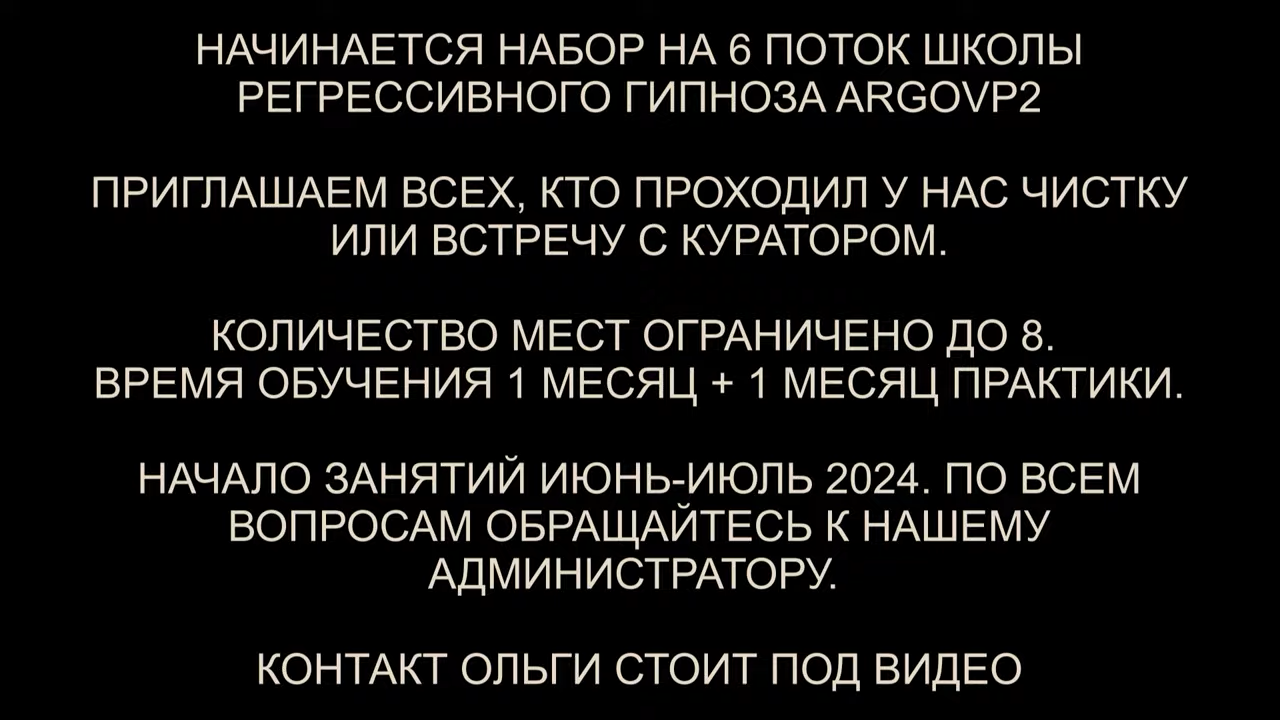 НАЧИНАЕТСЯ НАБОР НА 6 ПОТОК ШКОЛЫ
РЕГРЕССИВНОГО ГИПНОЗА ARGOVP2
ПРИГЛАШАЕМ ВСЕХ, КТО ПРОХОДИЛ У НАС ЧИСТКУ
ИЛИ ВСТРЕЧУ С КУРАТОРОМ.
КОЛИЧЕСТВО МЕСТ ОГРАНИЧЕНО ДО 8.
ВРЕМЯ ОБУЧЕНИЯ 1 МЕСЯЦ + 1 МЕСЯЦ ПРАКТИКИ.
НАЧАЛО ЗАНЯТИЙ ИЮНЬ-ИЮЛЬ 2024. ПО ВСЕМ
ВОПРОСАМ ОБРАЩАЙТЕСЬ К НАШЕМУ
АДМИНИСТРАТОРУ.
КОНТАКТ ОЛЬГИ СТОИТ ПОД ВИДЕО